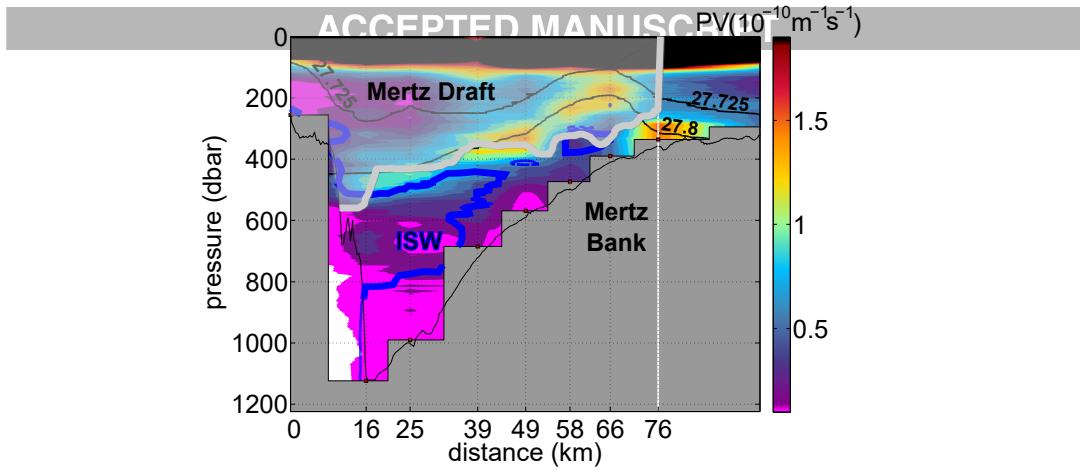 ACCEPTED MANUSCRIPT
PV(10⁻¹⁰m⁻¹s⁻¹)
0
200
400
600
800
1000
1200
pressure (dbar)
27.725
Mertz Draft
27.725
27.8
ISW
Mertz
Bank
1.5
1
0.5
0 16 25 39 49 58 66 76
distance (km)